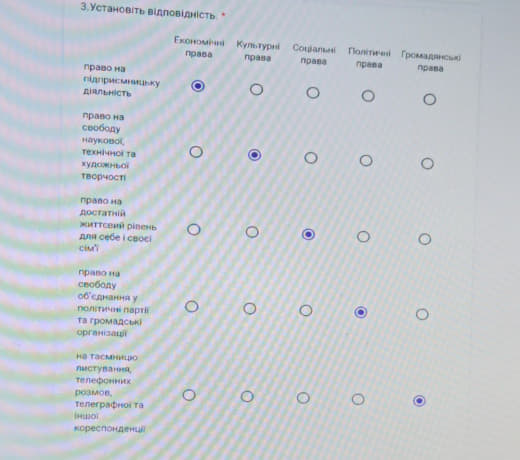 3.Установіть відповідність. *
Економічні права
Культурні права
Соціальні права
Політичні права
Громадянські права
право на
підприємницьку
діяльність
право на
свободу
наукової,
технічної та
художньої
творчості
право на
достатній
життєвий рівень
для себе і своєї
сім'ї
право на
свободу
об'єднання у
політичні партії
та громадські
організації
на таємницю
листування,
телефонних
розмов,
телеграфної та
іншої
кореспонденції